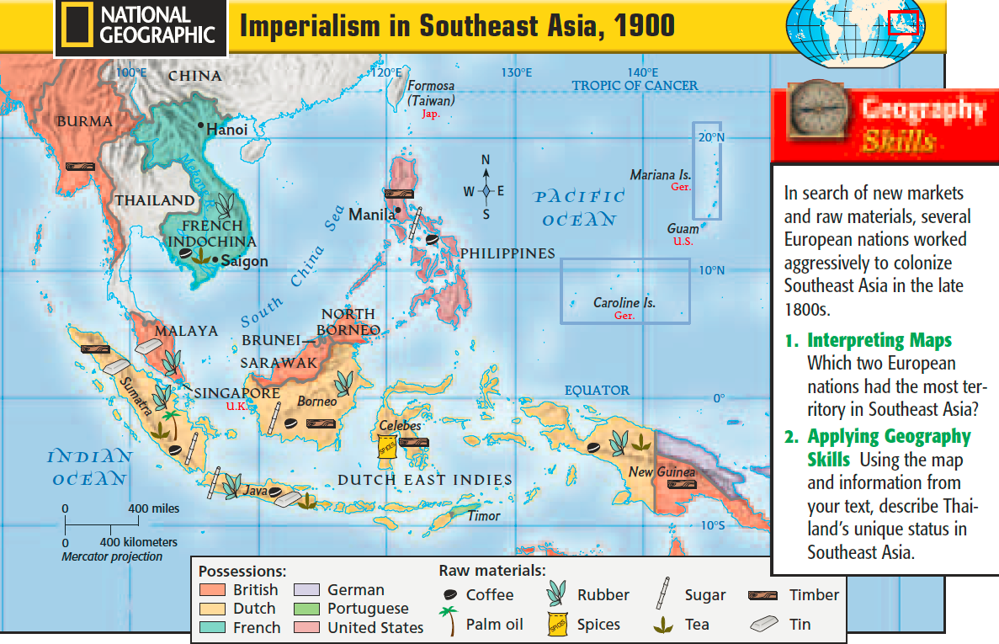 NATIONAL
GEOGRAPHIC
Imperialism in Southeast Asia, 1900
100°E
120°E
130°E
140°E
CHINA
TROPIC OF CANCER
Formosa
(Taiwan)
Jap.
BURMA
Hanoi
20°N
Mekong R.
N
W E
S
Mariana Is.
Ger.
THAILAND
Manila
PACIFIC
OCEAN
Guam
U.S.
FRENCH
INDOCHINA
Saigon
South China Sea
PHILIPPINES
10°N
Caroline Is.
Ger.
MALAYA
NORTH
BORNEO
BRUNEI
SARAWAK
SINGAPORE
U.K.
Sumatra
Borneo
EQUATOR
0°
Celebes
SPICES
INDIAN
OCEAN
Java
DUTCH EAST INDIES
New Guinea
Timor
10°S
0 400 miles
0 400 kilometers
Mercator projection
Possessions:
British
Dutch
French
German
Portuguese
United States
Raw materials:
Coffee
Palm oil
Rubber
SPICES
Spices
Sugar
Tea
Timber
Tin
Geography
Skills
In search of new markets
and raw materials, several
European nations worked
aggressively to colonize
Southeast Asia in the late
1800s.
1. Interpreting Maps
Which two European
nations had the most ter-
ritory in Southeast Asia?
2. Applying Geography
Skills Using the map
and information from
your text, describe Thai-
land's unique status in
Southeast Asia.